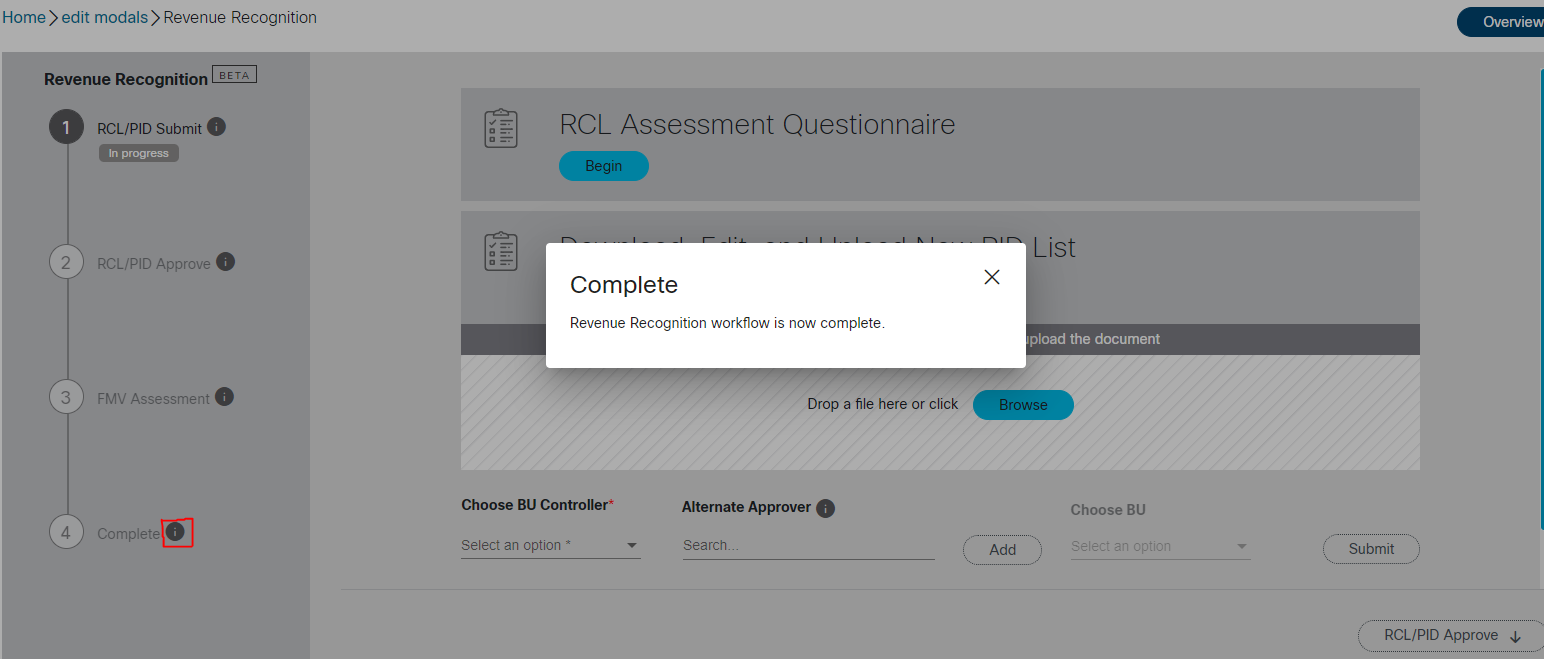 Home > edit modals > Revenue Recognition
Overview
Revenue Recognition BETA
1 RCL/PID Submit i
In progress
2 RCL/PID Approve i
3 FMV Assessment i
4 Complete i
RCL Assessment Questionnaire
Begin
Download, Edit, and Upload New PID List
Complete
Revenue Recognition workflow is now complete.
upload the document
Drop a file here or click Browse
Choose BU Controller*
Select an option *
Alternate Approver i
Search...
Add
Choose BU
Select an option
Submit
RCL/PID Approve